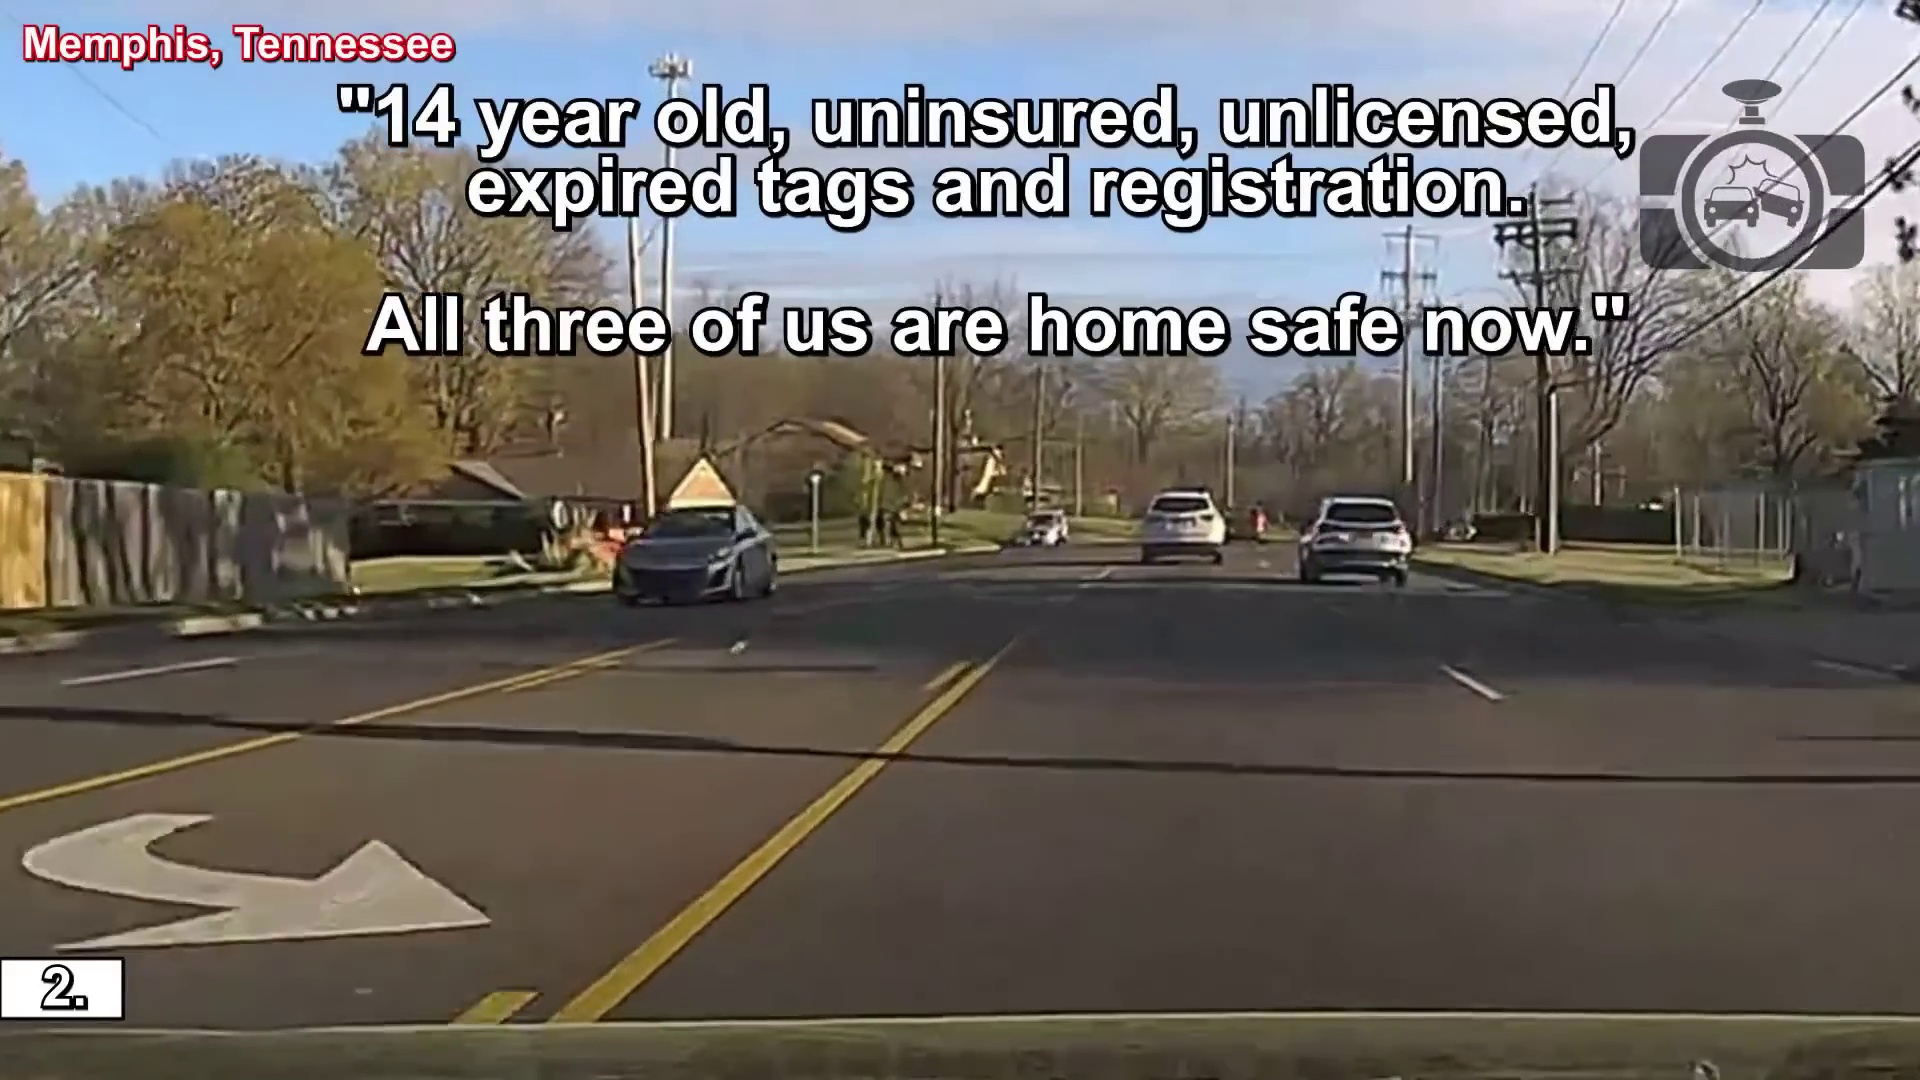 Memphis, Tennessee
"14 year old, uninsured, unlicensed,
expired tags and registration.
All three of us are home safe now."
2.